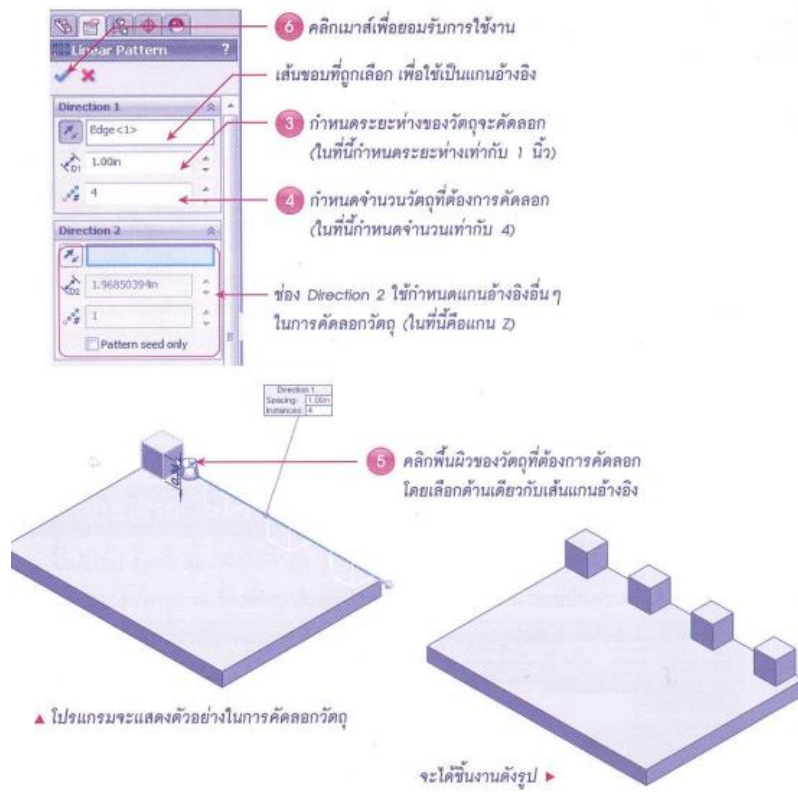 6 คลิกเมาส์เพื่อยอมรับการใช้งาน
Linear Pattern ?
เส้นขอบที่ถูกเลือก เพื่อใช้เป็นแกนอ้างอิง
Direction 1
Edge<1>
3 กำหนดระยะห่างของวัตถุจะคัดลอก
(ในที่นี้กำหนดระยะห่างเท่ากับ 1 นิ้ว)
D1 1.00in
# 4
4 กำหนดจำนวนวัตถุที่ต้องการคัดลอก
(ในที่นี้กำหนดจำนวนเท่ากับ 4)
Direction 2
D2 1.96850394in
# 1
Pattern seed only
ช่อง Direction 2 ใช้กำหนดแกนอ้างอิงอื่นๆ
ในการคัดลอกวัตถุ (ในที่นี้คือแกน Z)
Direction 1
Spacing: 1.00in
Instances: 4
5 คลิกพื้นผิวของวัตถุที่ต้องการคัดลอก
โดยเลือกด้านเดียวกับเส้นแกนอ้างอิง
▲ โปรแกรมจะแสดงตัวอย่างในการคัดลอกวัตถุ
จะได้ชิ้นงานดังรูป ►